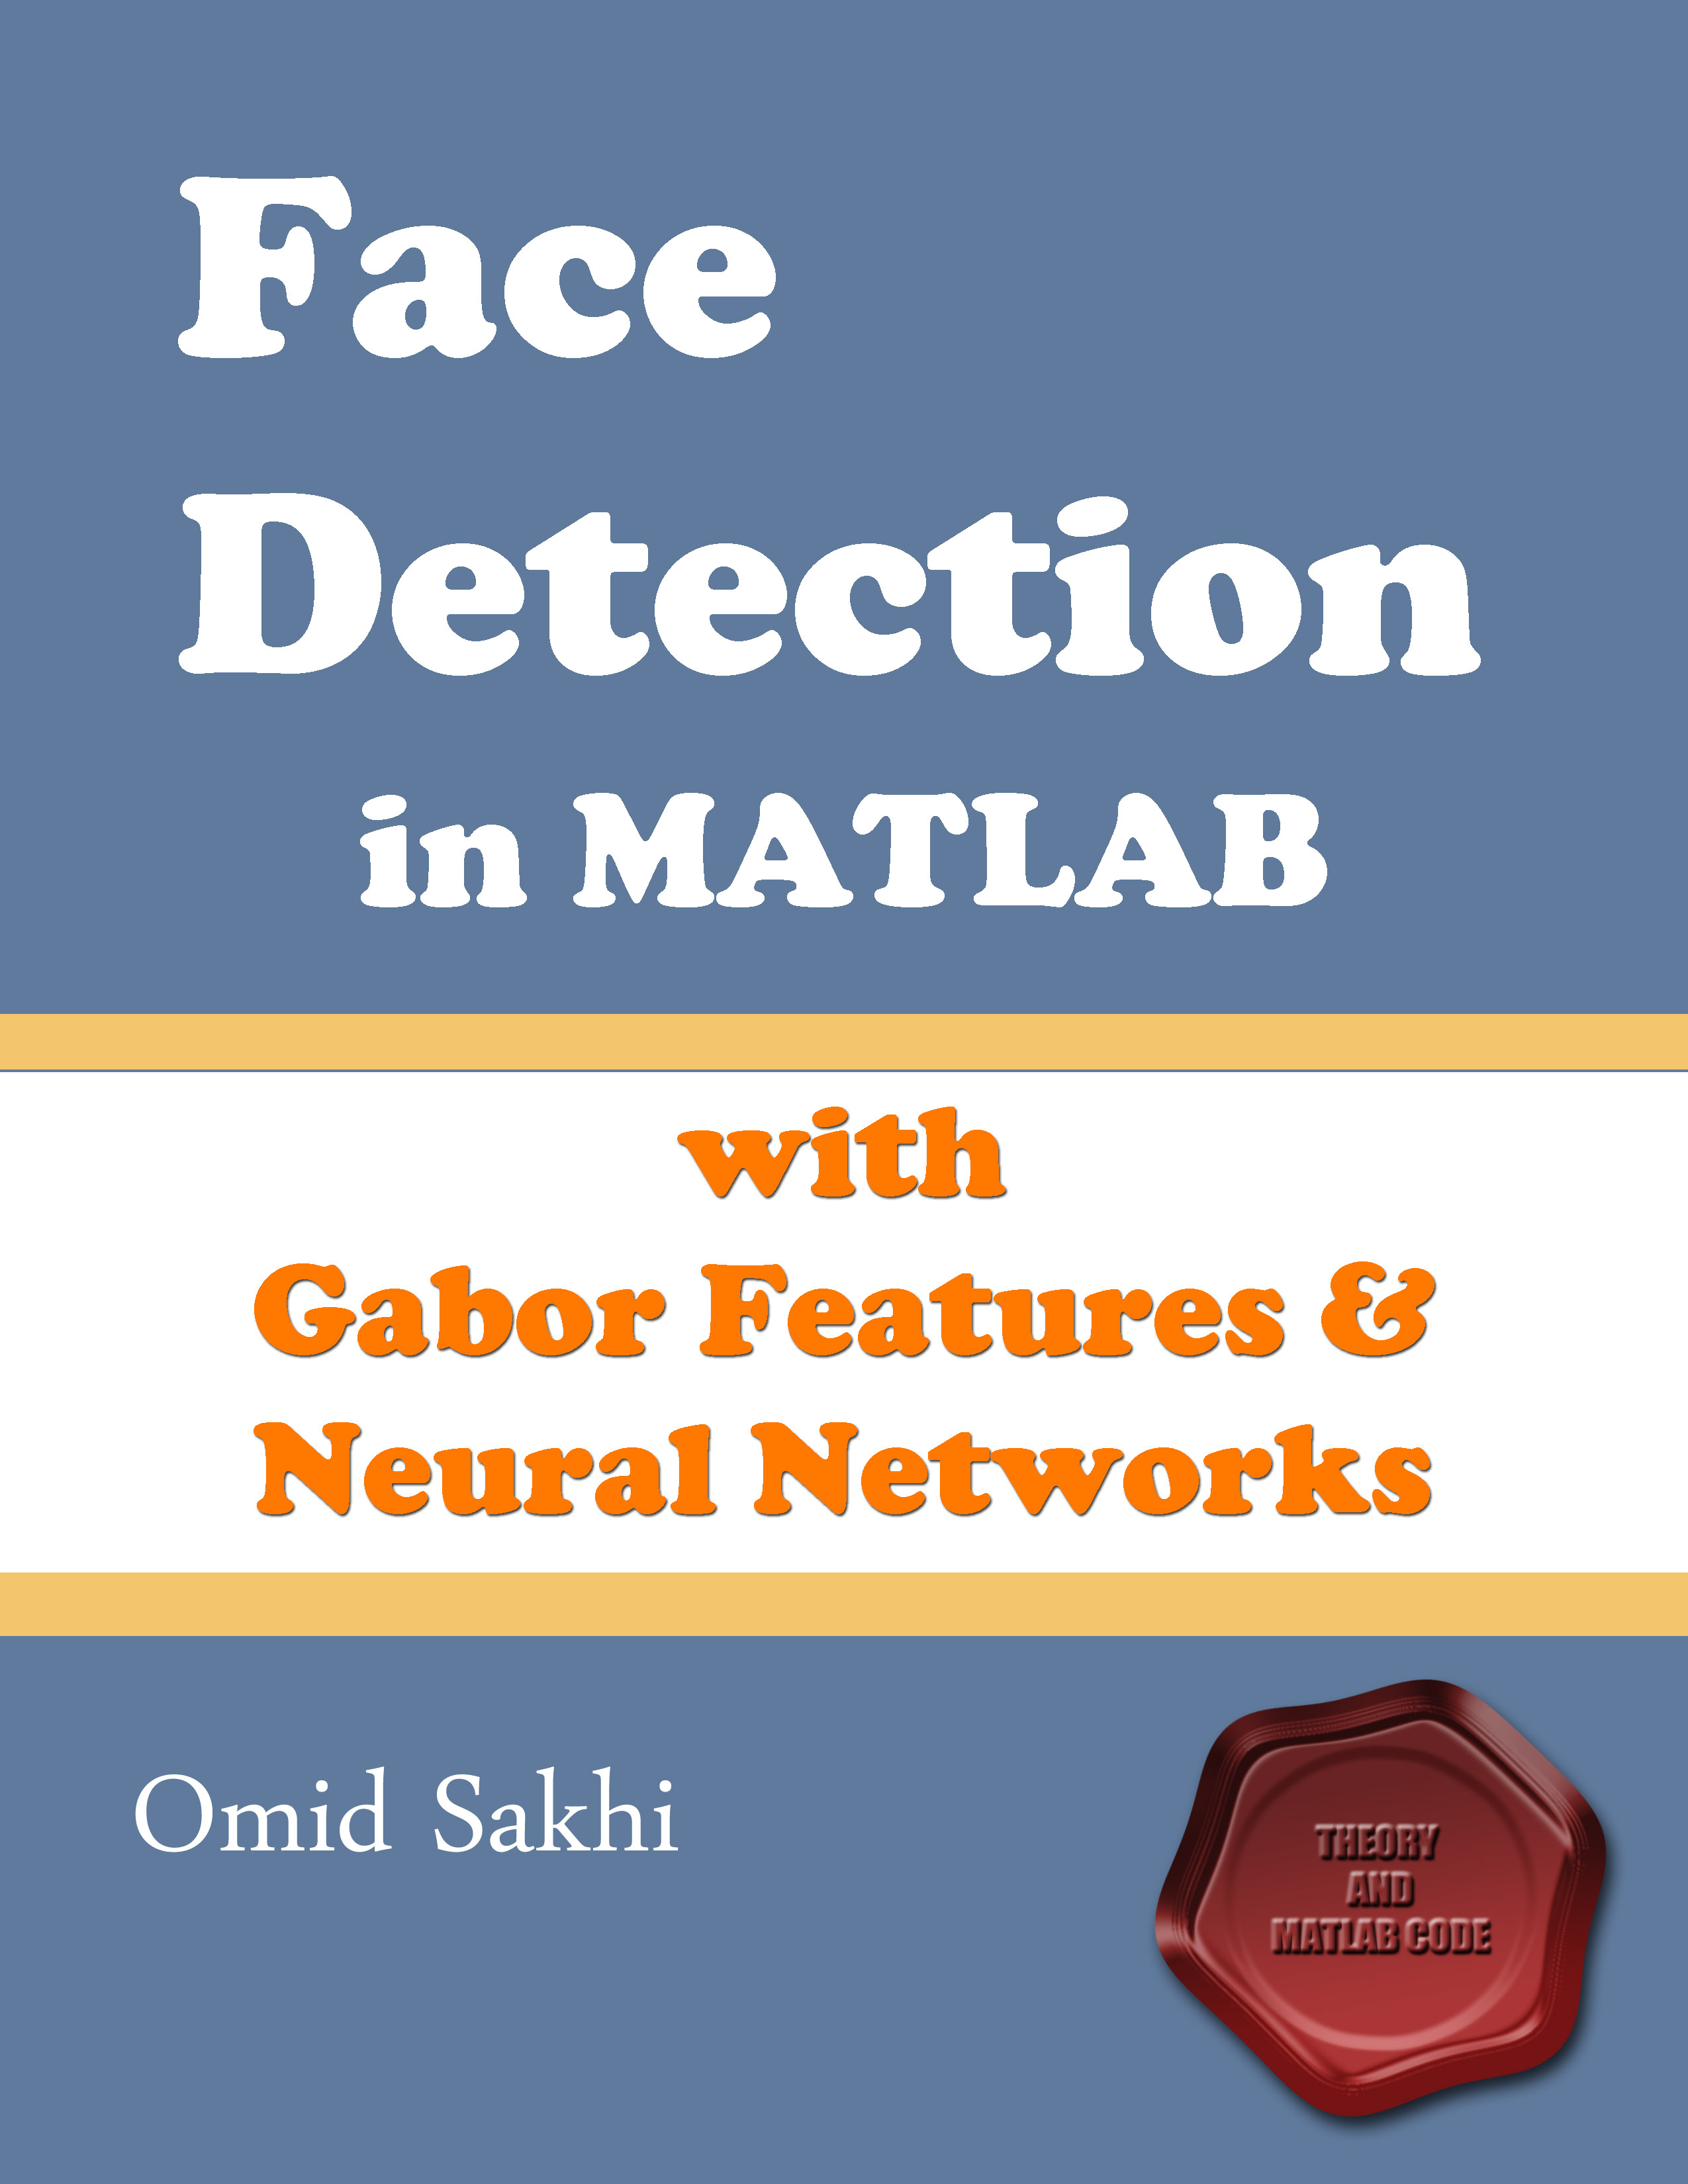 Face
Detection
in MATLAB
with
Gabor Features &
Neural Networks
Omid Sakhi
THEORY
AND
MATLAB CODE